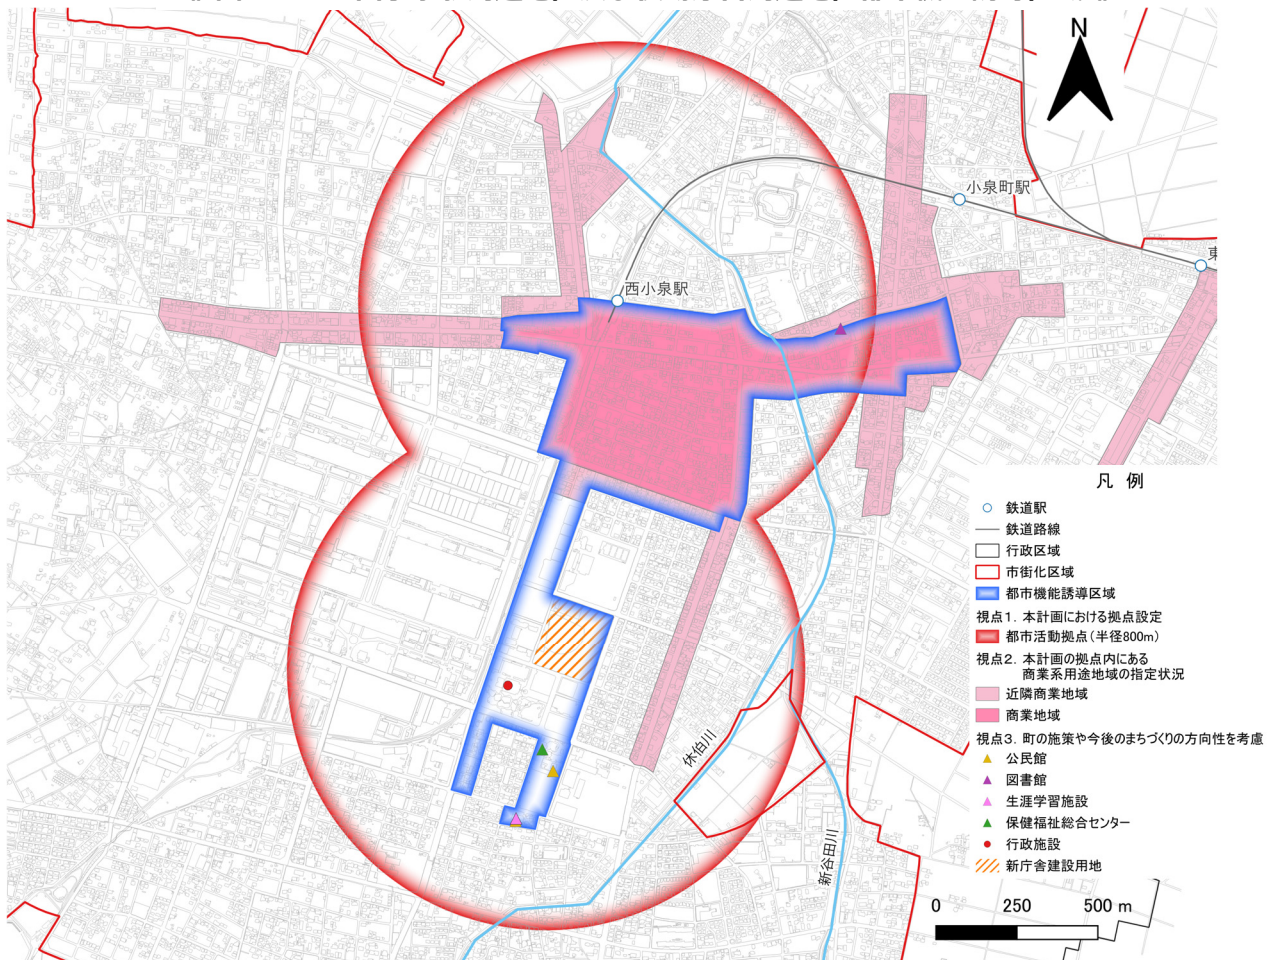 N
小泉町駅
東
西小泉駅
休伯川
新谷田川
凡 例
鉄道駅
鉄道路線
行政区域
市街化区域
都市機能誘導区域
視点1．本計画における拠点設定
都市活動拠点（半径800m）
視点2．本計画の拠点内にある
商業系用途地域の指定状況
近隣商業地域
商業地域
視点3．町の施策や今後のまちづくりの方向性を考慮
公民館
図書館
生涯学習施設
保健福祉総合センター
行政施設
新庁舎建設用地
0 250 500 m